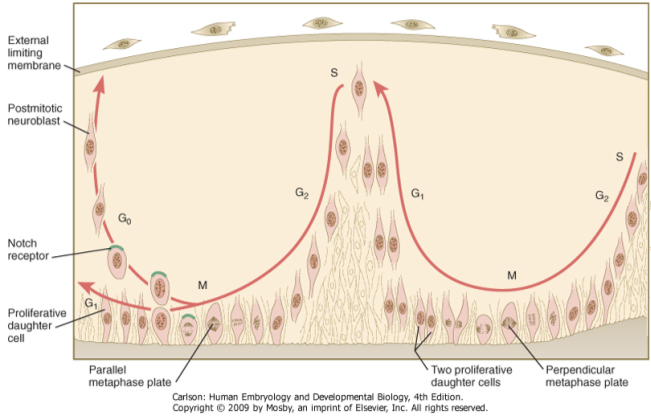 External
limiting
membrane
Postmitotic
neuroblast
Notch
receptor
Proliferative
daughter
cell
S
S
G₂
G₁
G₂
G₀
M
M
G₁
Parallel
metaphase plate
Two proliferative
daughter cells
Perpendicular
metaphase plate
Carlson: Human Embryology and Developmental Biology, 4th Edition.
Copyright © 2009 by Mosby, an imprint of Elsevier, Inc. All rights reserved.